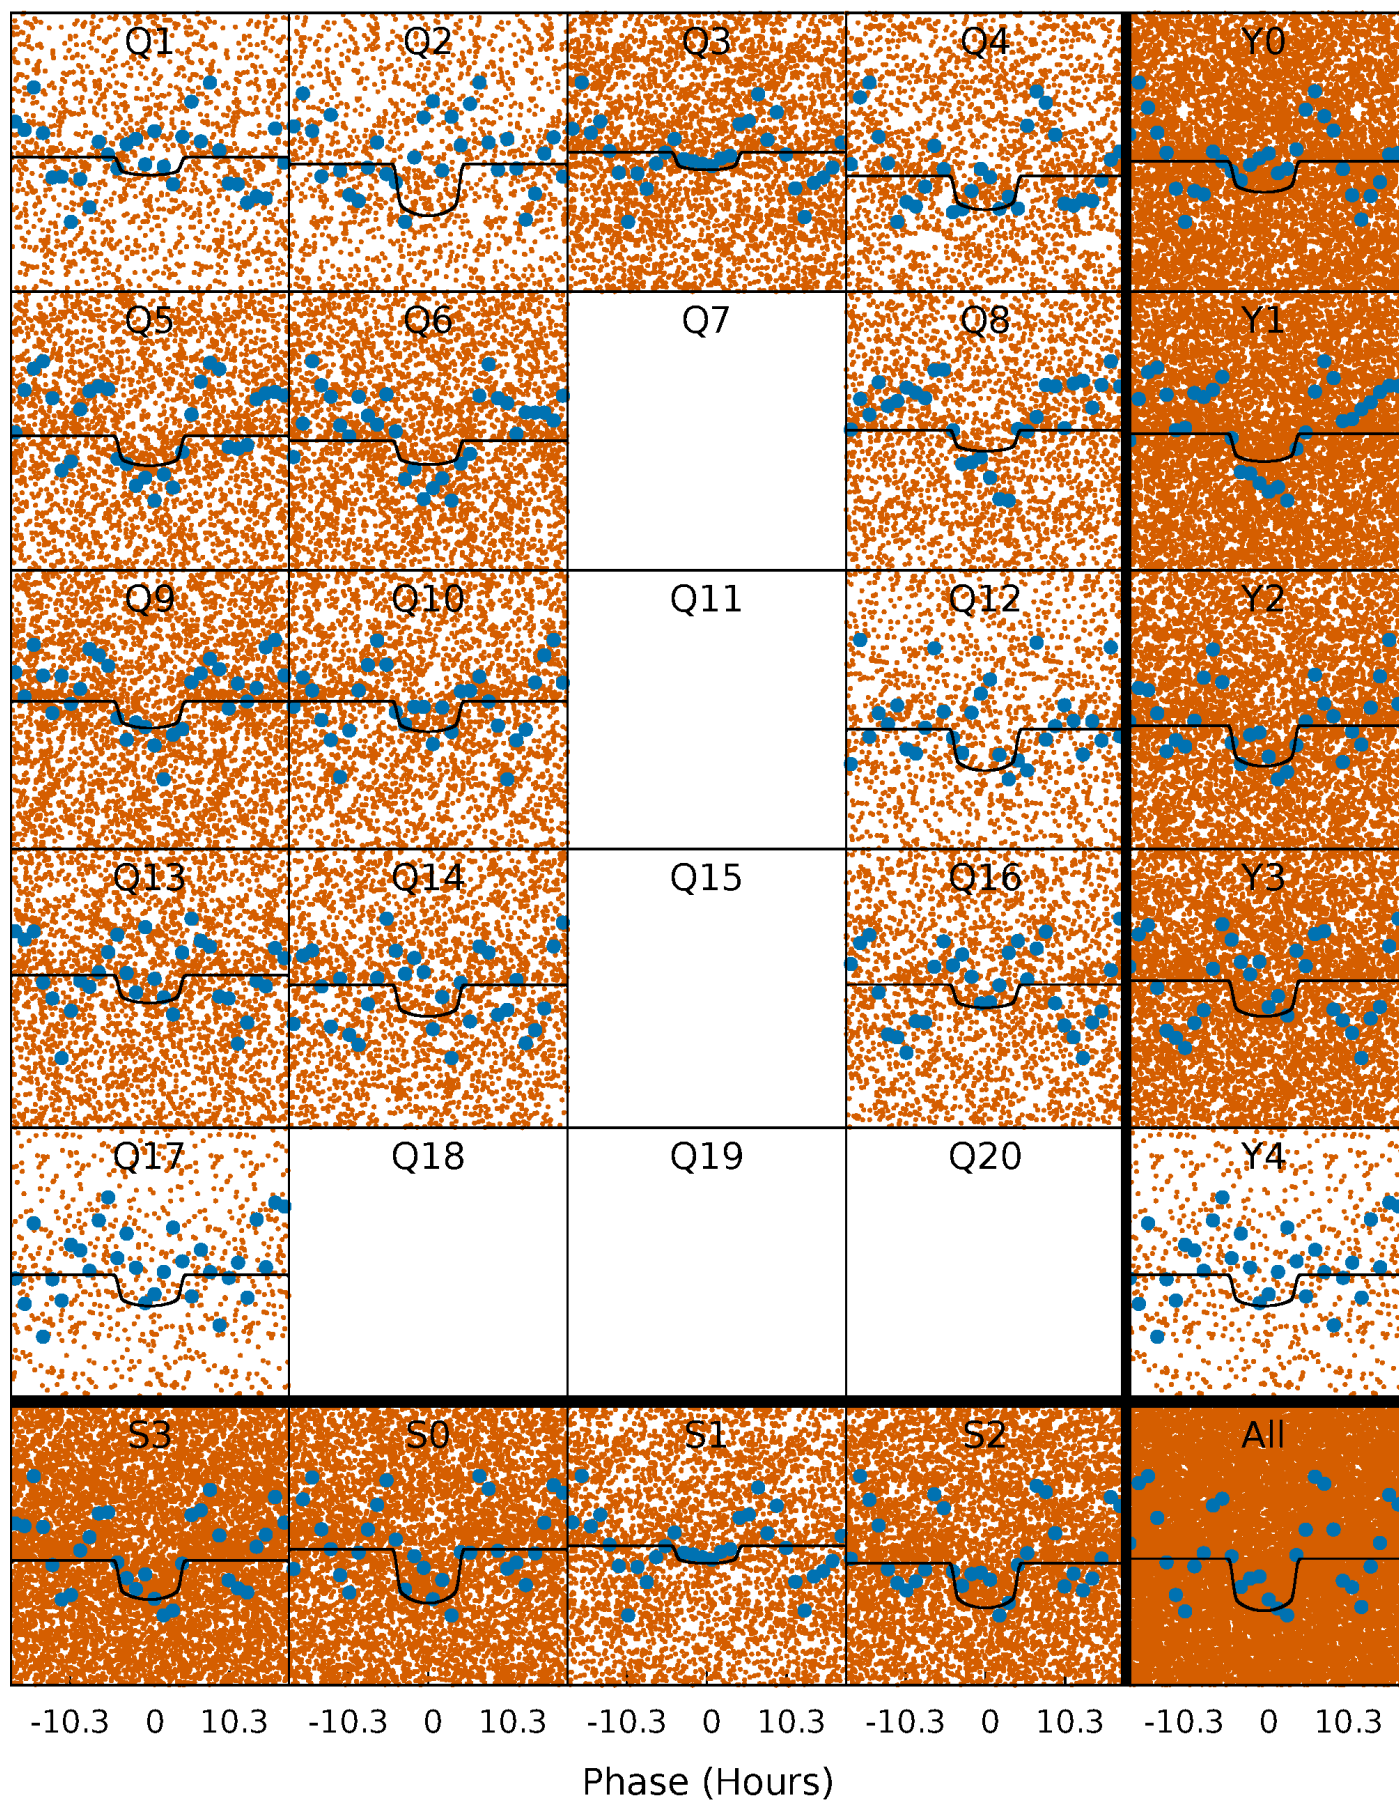 Q1 Q2 Q3 Q4 Y0
Q5 Q6 Q7 Q8 Y1
Q9 Q10 Q11 Q12 Y2
Q13 Q14 Q15 Q16 Y3
Q17 Q18 Q19 Q20 Y4
S3 S0 S1 S2 All
-10.3 0 10.3 -10.3 0 10.3 -10.3 0 10.3 -10.3 0 10.3 -10.3 0 10.3
Phase (Hours)